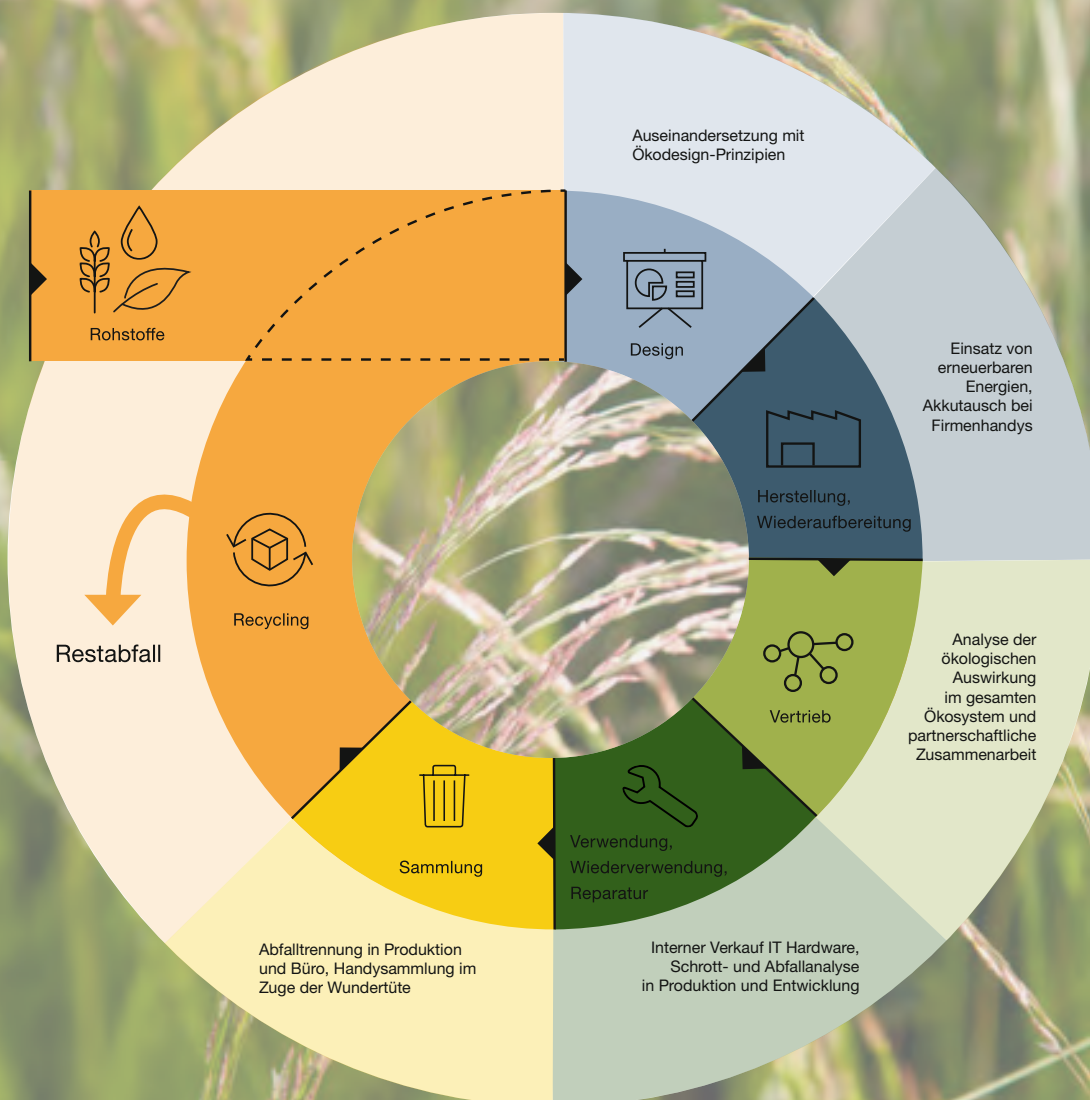 Auseinandersetzung mit
Ökodesign-Prinzipien
Rohstoffe
Design
Einsatz von
erneuerbaren
Energien,
Akkutausch bei
Firmenhandys
Herstellung,
Wiederaufbereitung
Recycling
Restabfall
Vertrieb
Analyse der
ökologischen
Auswirkung
im gesamten
Ökosystem und
partnerschaftliche
Zusammenarbeit
Sammlung
Verwendung,
Wiederverwendung,
Reparatur
Abfalltrennung in Produktion
und Büro, Handysammlung im
Zuge der Wundertüte
Interner Verkauf IT Hardware,
Schrott- und Abfallanalyse
in Produktion und Entwicklung